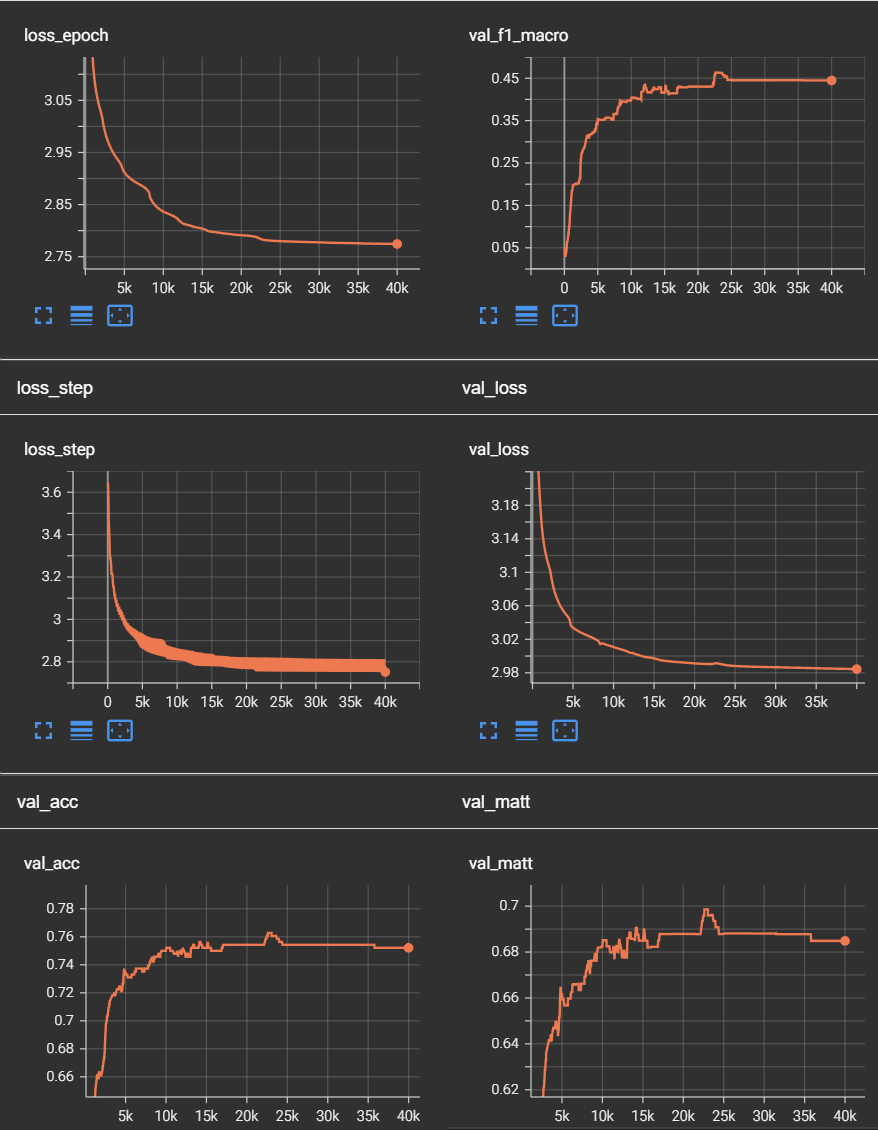 loss_epoch
3.05
2.95
2.85
2.75
5k 10k 15k 20k 25k 30k 35k 40k
val_f1_macro
0.45
0.35
0.25
0.15
0.05
0 5k 10k 15k 20k 25k 30k 35k 40k
loss_step
val_loss
loss_step
3.6
3.4
3.2
3
2.8
0 5k 10k 15k 20k 25k 30k 35k 40k
val_loss
3.18
3.14
3.1
3.06
3.02
2.98
5k 10k 15k 20k 25k 30k 35k
val_acc
val_matt
val_acc
0.78
0.76
0.74
0.72
0.7
0.68
0.66
5k 10k 15k 20k 25k 30k 35k 40k
val_matt
0.7
0.68
0.66
0.64
0.62
5k 10k 15k 20k 25k 30k 35k 40k